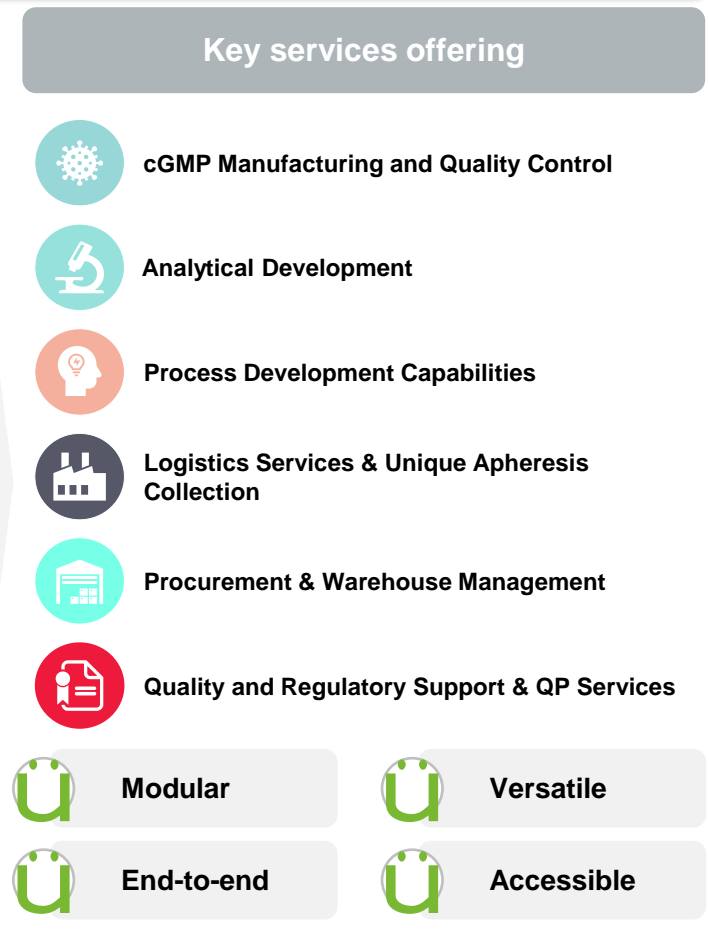 Key services offering
cGMP Manufacturing and Quality Control
Analytical Development
Process Development Capabilities
Logistics Services & Unique Apheresis
Collection
Procurement & Warehouse Management
Quality and Regulatory Support & QP Services
ü Modular
ü Versatile
ü End-to-end
ü Accessible